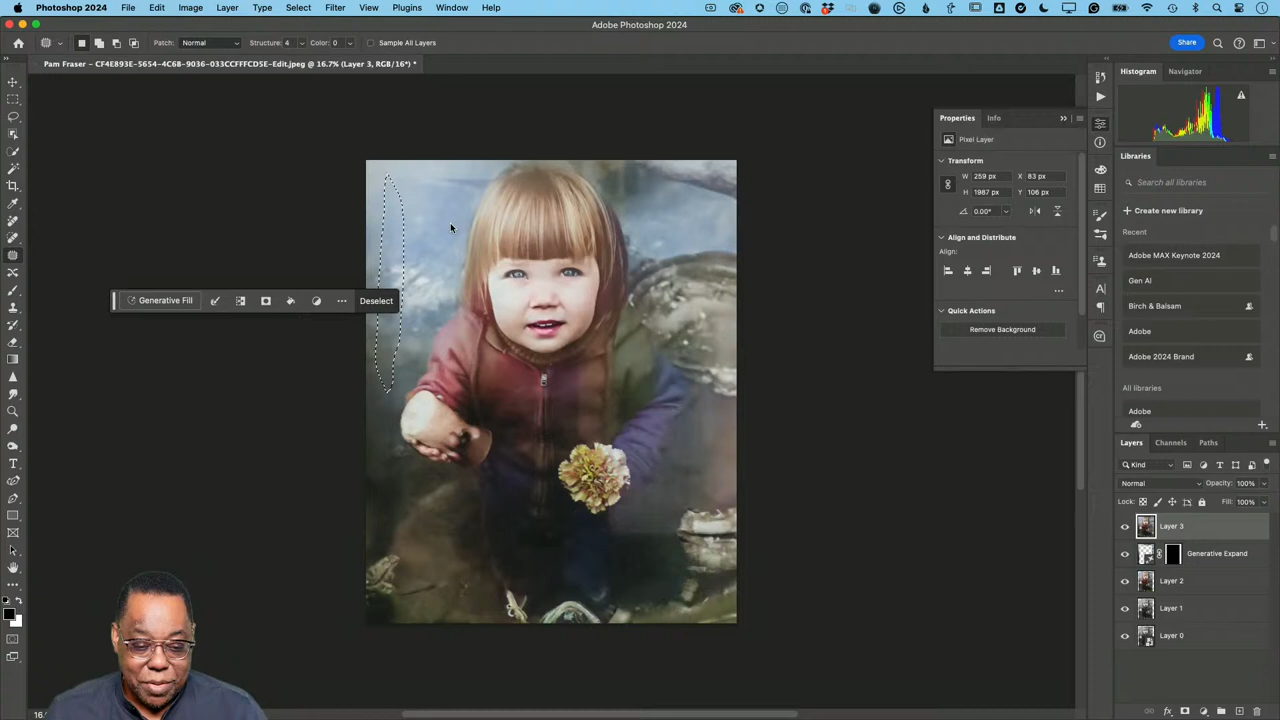 Photoshop 2024 File Edit Image Layer Type Select Filter View Plugins Window Help
Adobe Photoshop 2024
Patch: Normal Structure: 4 Color: 0 Sample All Layers Share
Pam Fraser - CF4E893E-5654-4C6B-9036-033CCFFFCD5E-Edit.jpeg @ 16.7% (Layer 3, RGB/16*) *
Histogram Navigator
Properties Info
Pixel Layer
Transform
W 259 px X 83 px
H 1987 px Y 106 px
0.00°
Align and Distribute
Align:
Quick Actions
Remove Background
Generative Fill Deselect
Libraries
Search all libraries
Create new library
Recent
Adobe MAX Keynote 2024
Gen AI
Birch & Balsam
Adobe
Adobe 2024 Brand
All libraries
Adobe
Layers Channels Paths
Kind
Normal Opacity: 100%
Lock: Fill: 100%
Layer 3
Generative Expand
Layer 2
Layer 1
Layer 0